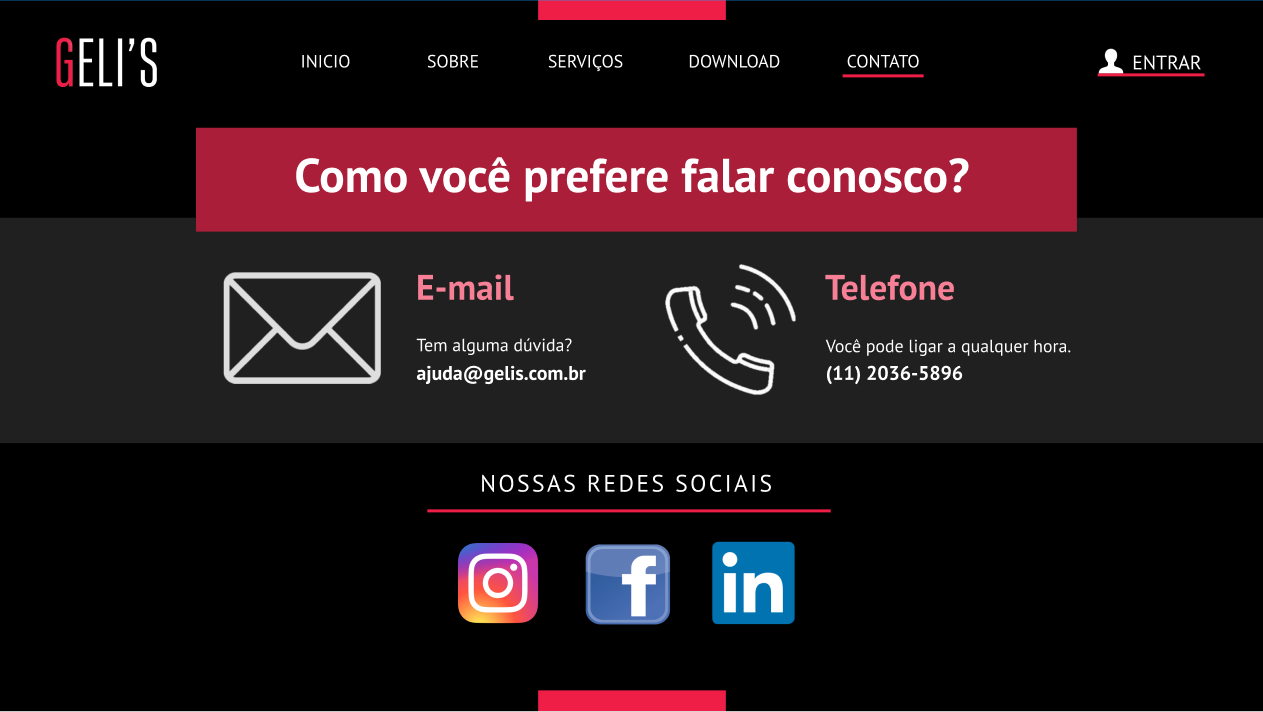 GELI'S
INICIO
SOBRE
SERVIÇOS
DOWNLOAD
CONTATO
ENTRAR
Como você prefere falar conosco?
E-mail
Tem alguma dúvida?
ajuda@gelis.com.br
Telefone
Você pode ligar a qualquer hora.
(11) 2036-5896
NOSSAS REDES SOCIAIS
f
in